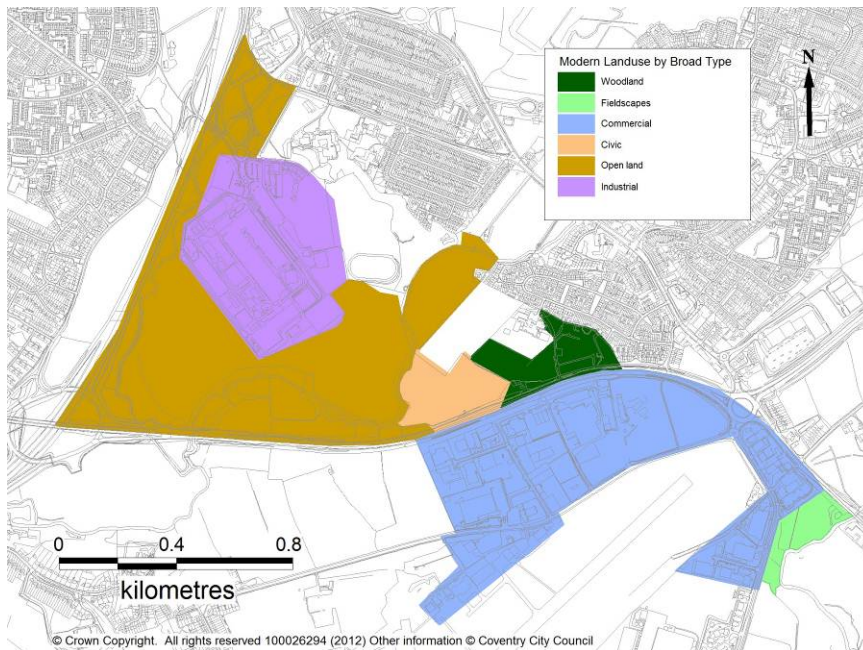 Modern Landuse by Broad Type
Woodland
Fieldscapes
Commercial
Civic
Open land
Industrial
N
0 0.4 0.8
kilometres
© Crown Copyright. All rights reserved 100026294 (2012) Other information © Coventry City Council